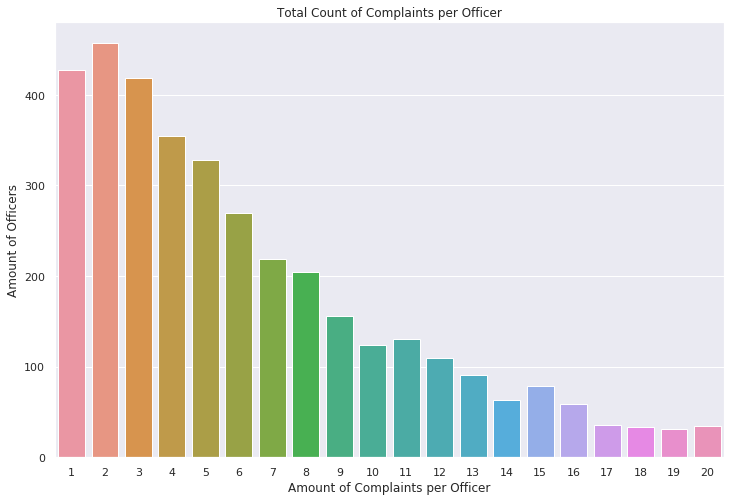 Total Count of Complaints per Officer
Amount of Officers
400
300
200
100
0
1 2 3 4 5 6 7 8 9 10 11 12 13 14 15 16 17 18 19 20
Amount of Complaints per Officer